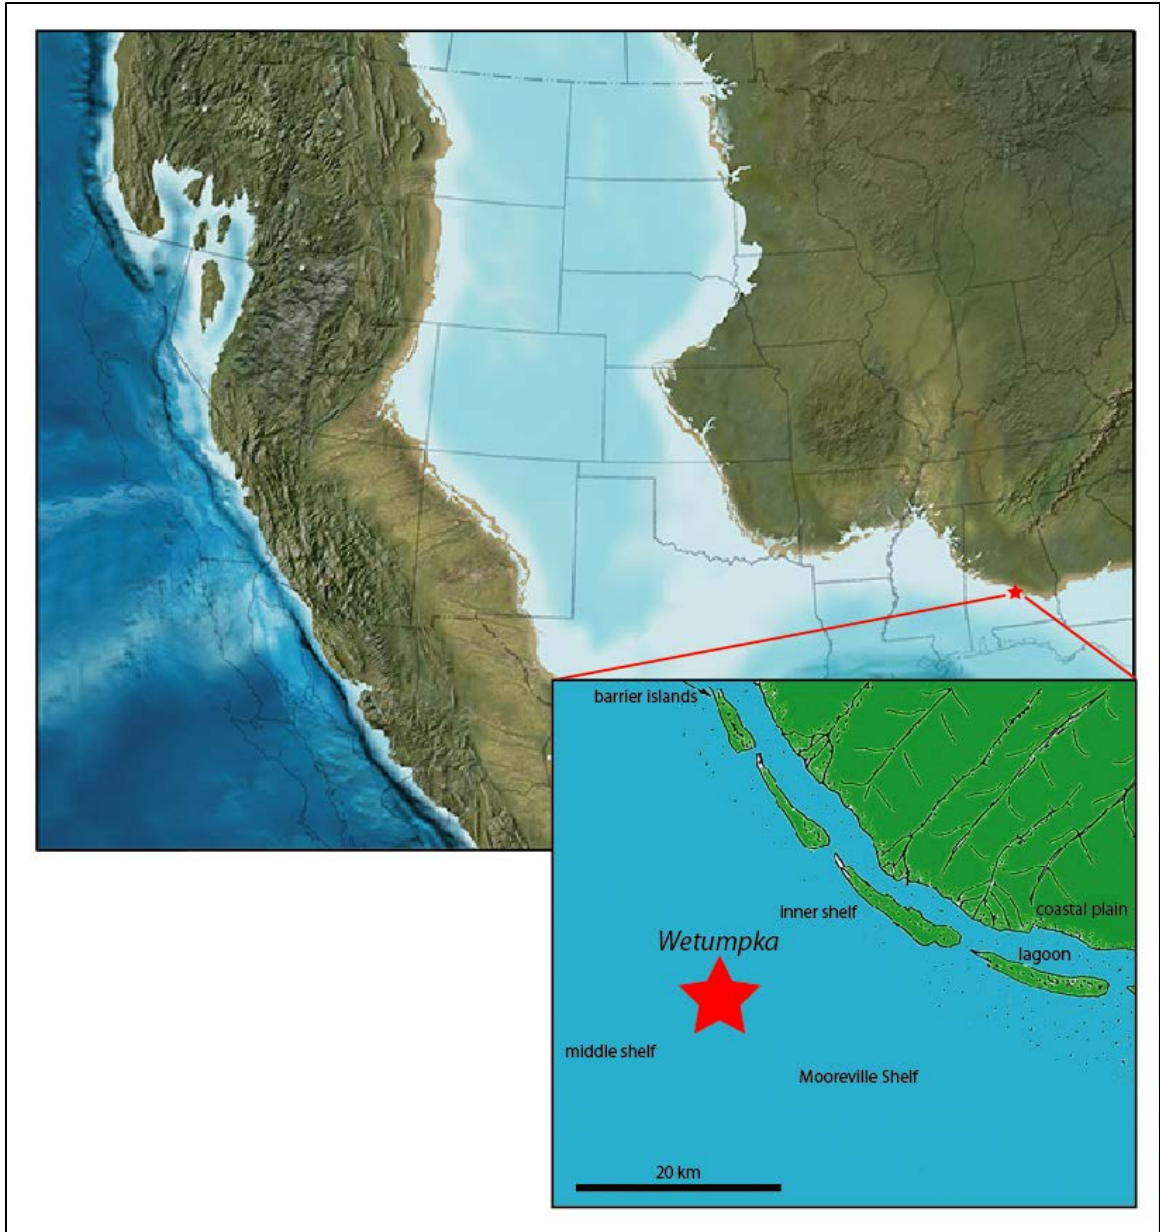 barrier islands
inner shelf
coastal plain
Wetumpka
lagoon
middle shelf
Mooreville Shelf
20 km